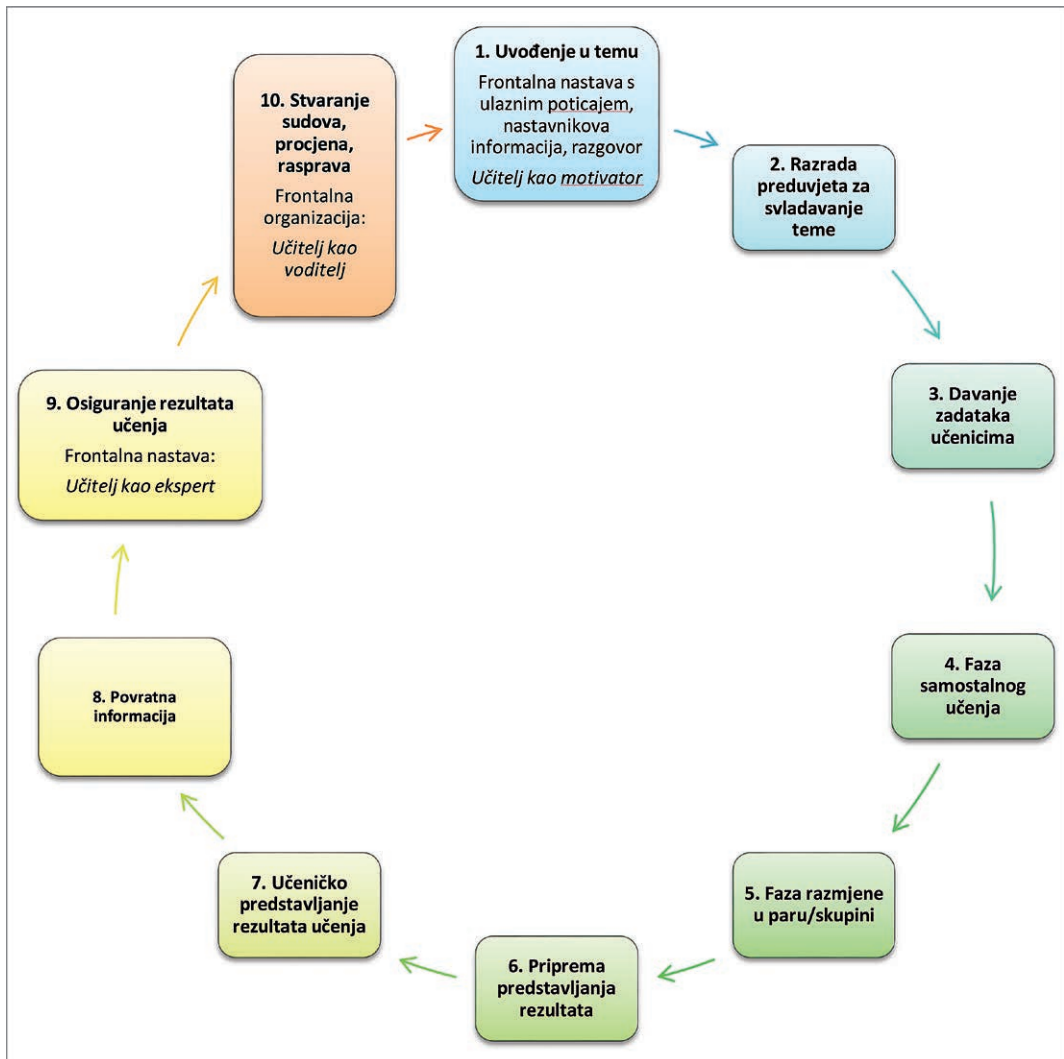 1. Uvođenje u temu
Frontalna nastava s
ulaznim poticajem,
nastavnikova
informacija, razgovor
Učitelj kao motivator
2. Razrada
preduvjeta za
svladavanje
teme
3. Davanje
zadataka
učenicima
4. Faza
samostalnog
učenja
5. Faza razmjene
u paru/skupini
6. Priprema
predstavljanja
rezultata
7. Učeničko
predstavljanje
rezultata učenja
8. Povratna
informacija
9. Osiguranje rezultata
učenja
Frontalna nastava:
Učitelj kao ekspert
10. Stvaranje
sudova,
procjena,
rasprava
Frontalna
organizacija:
Učitelj kao
voditelj